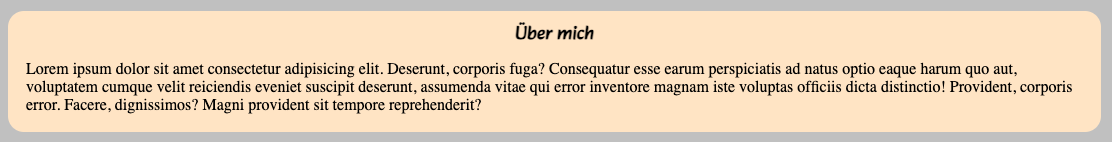 Über mich
Lorem ipsum dolor sit amet consectetur adipisicing elit. Deserunt, corporis fuga? Consequatur esse earum perspiciatis ad natus optio eaque harum quo aut,
voluptatem cumque velit reiciendis eveniet suscipit deserunt, assumenda vitae qui error inventore magnam iste voluptas officiis dicta distinctio! Provident, corporis
error. Facere, dignissimos? Magni provident sit tempore reprehenderit?